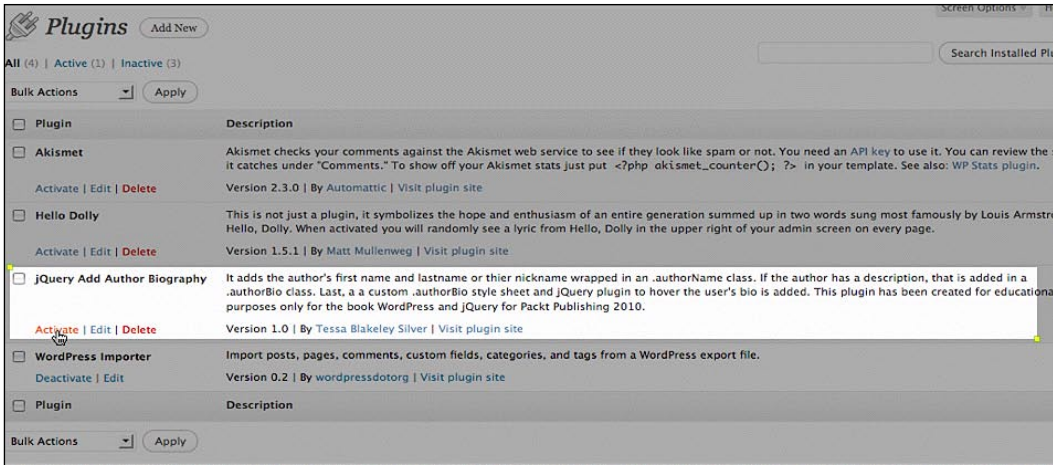 Screen Options
Plugins Add New
All (4) | Active (1) | Inactive (3)
Search Installed
Bulk Actions Apply
Plugin Description
Akismet Akismet checks your comments against the Akismet web service to see if they look like spam or not. You need an API key to use it. You can review the
it catches under "Comments." To show off your Akismet stats just put <?php akismet_counter(); ?> in your template. See also: WP Stats plugin.
Activate | Edit | Delete Version 2.3.0 | By Automattic | Visit plugin site
Hello Dolly This is not just a plugin, it symbolizes the hope and enthusiasm of an entire generation summed up in two words sung most famously by Louis
Hello, Dolly. When activated you will randomly see a lyric from Hello, Dolly in the upper right of your admin screen on every page.
Activate | Edit | Delete Version 1.5.1 | By Matt Mullenweg | Visit plugin site
jQuery Add Author Biography It adds the author's first name and lastname or thier nickname wrapped in an .authorName class. If the author has a description, that is added in a
.authorBio class. Last, a a custom .authorBio style sheet and jQuery plugin to hover the user's bio is added. This plugin has been created for
purposes only for the book WordPress and jQuery for Packt Publishing 2010.
Activate | Edit | Delete Version 1.0 | By Tessa Blakeley Silver | Visit plugin site
WordPress Importer Import posts, pages, comments, custom fields, categories, and tags from a WordPress export file.
Deactivate | Edit Version 0.2 | By wordpressdotorg | Visit plugin site
Plugin Description
Bulk Actions Apply